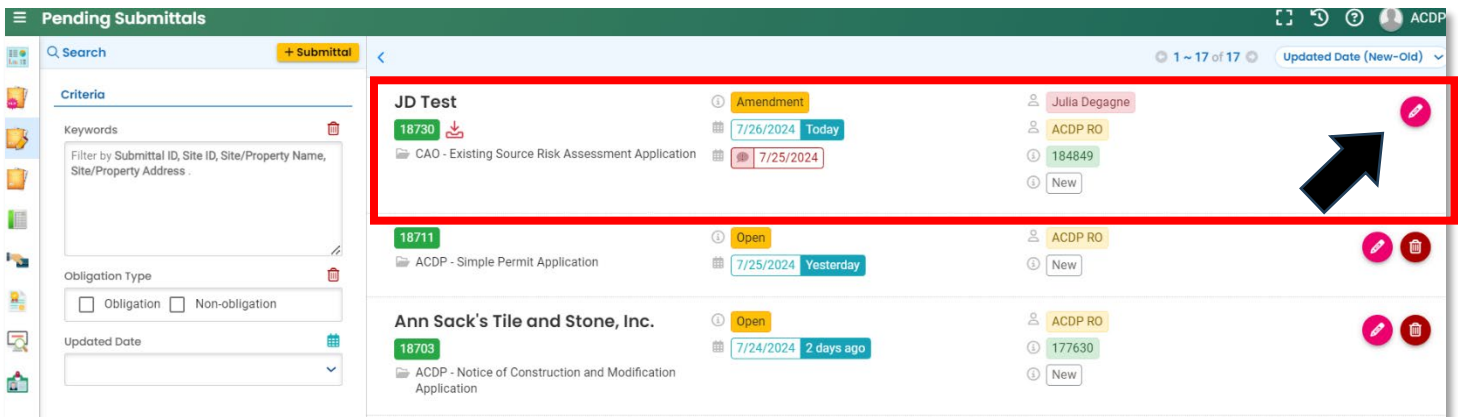 Pending Submittals
ACDP
Search
+ Submittal
1 ~ 17 of 17
Updated Date (New-Old)
Criteria
Keywords
Filter by Submittal ID, Site ID, Site/Property Name,
Site/Property Address .
Obligation Type
Obligation
Non-obligation
Updated Date
JD Test
18730
CAO - Existing Source Risk Assessment Application
Amendment
7/26/2024 Today
7/25/2024
Julia Degagne
ACDP RO
184849
New
18711
ACDP - Simple Permit Application
Open
7/25/2024 Yesterday
ACDP RO
New
Ann Sack's Tile and Stone, Inc.
18703
ACDP - Notice of Construction and Modification
Application
Open
7/24/2024 2 days ago
ACDP RO
177630
New